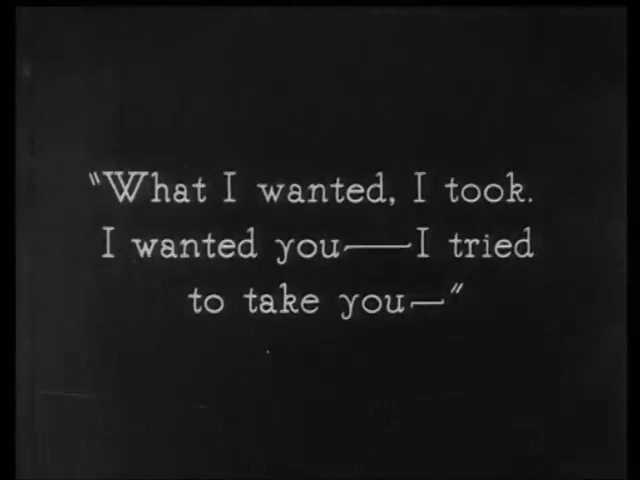 "What I wanted, I took.
I wanted you——I tried
to take you—"